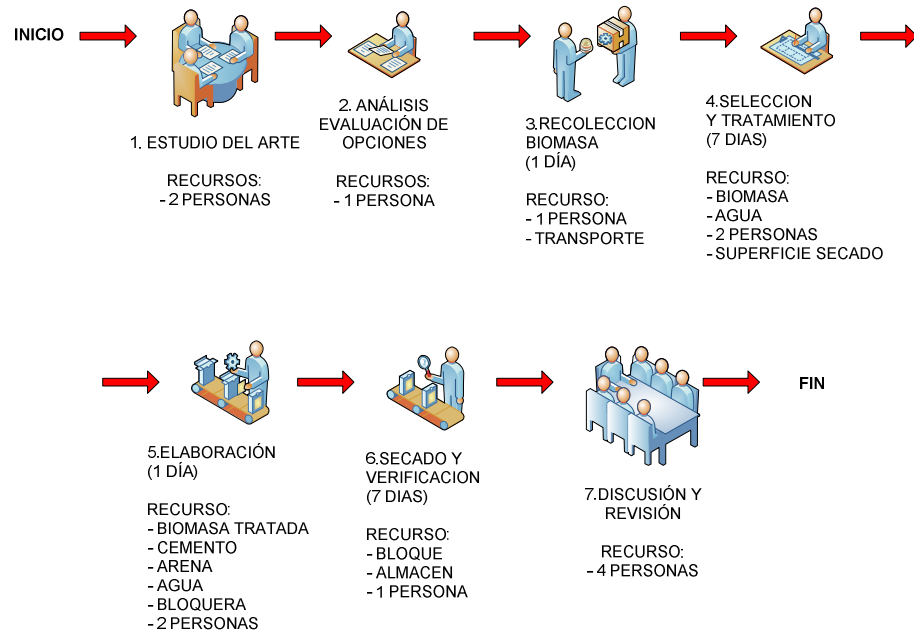 INICIO
1. ESTUDIO DEL ARTE
RECURSOS:
- 2 PERSONAS
2. ANÁLISIS
EVALUACIÓN DE
OPCIONES
RECURSOS:
- 1 PERSONA
3.RECOLECCION
BIOMASA
(1 DÍA)
RECURSO:
- 1 PERSONA
- TRANSPORTE
4.SELECCION
Y TRATAMIENTO
(7 DIAS)
RECURSO:
- BIOMASA
- AGUA
- 2 PERSONAS
- SUPERFICIE SECADO
5.ELABORACIÓN
(1 DÍA)
RECURSO:
- BIOMASA TRATADA
- CEMENTO
- ARENA
- AGUA
- BLOQUERA
- 2 PERSONAS
6.SECADO Y
VERIFICACION
(7 DIAS)
RECURSO:
- BLOQUE
- ALMACEN
- 1 PERSONA
7.DISCUSIÓN Y
REVISIÓN
RECURSO:
- 4 PERSONAS
FIN